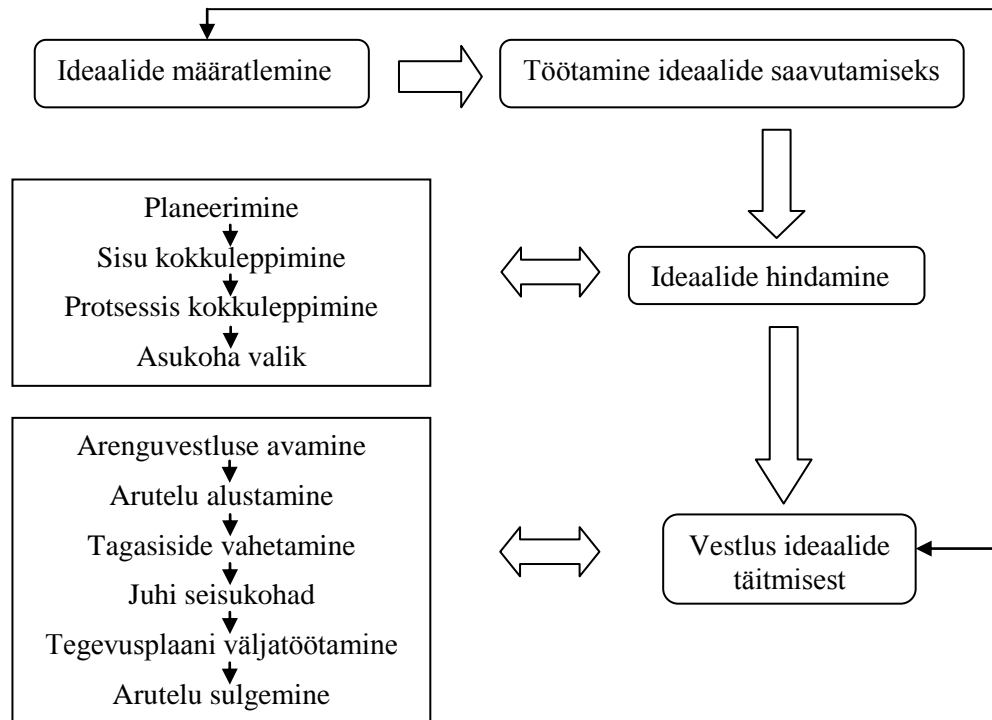 Ideaalide määratlemine
Töötamine ideaalide saavutamiseks
Planeerimine
Sisu kokkuleppimine
Protsessis kokkuleppimine
Asukoha valik
Ideaalide hindamine
Arenguvestluse avamine
Arutelu alustamine
Tagasiside vahetamine
Juhi seisukohad
Tegevusplaani väljatöötamine
Arutelu sulgemine
Vestlus ideaalide
täitmisest